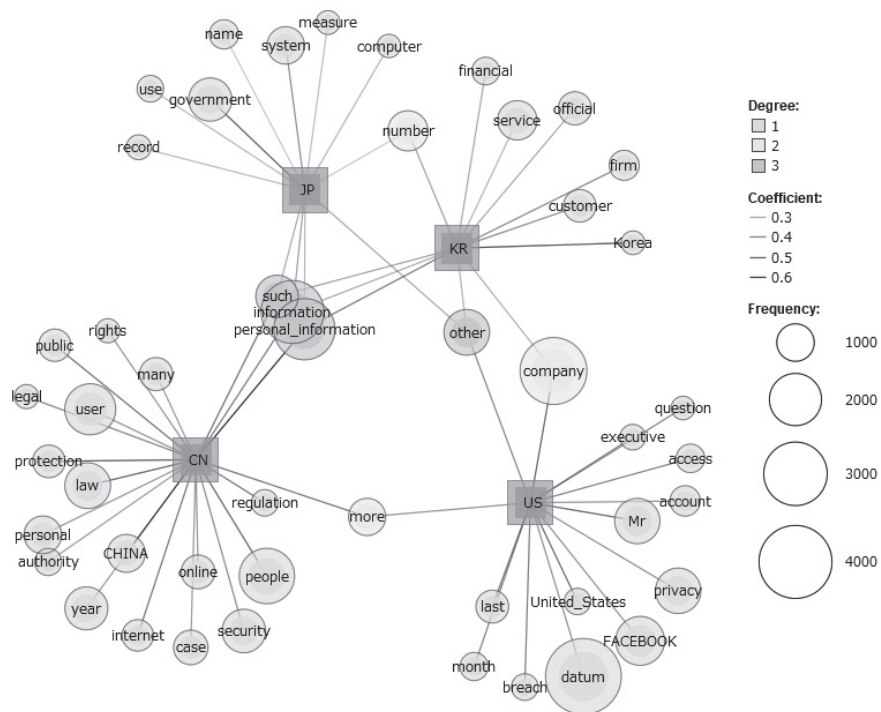 measure
name
system
computer
financial
use
government
number
service
official
record
firm
JP
customer
KR
Korea
such
information
personal_information
other
rights
public
many
company
legal
user
question
executive
protection
CN
access
law
regulation
US
account
more
Mr
personal
authority
CHINA
online
people
last
United_States
privacy
year
internet
case
security
FACEBOOK
month
breach
datum
Degree:
1
2
3
Coefficient:
0.3
0.4
0.5
0.6
Frequency:
1000
2000
3000
4000